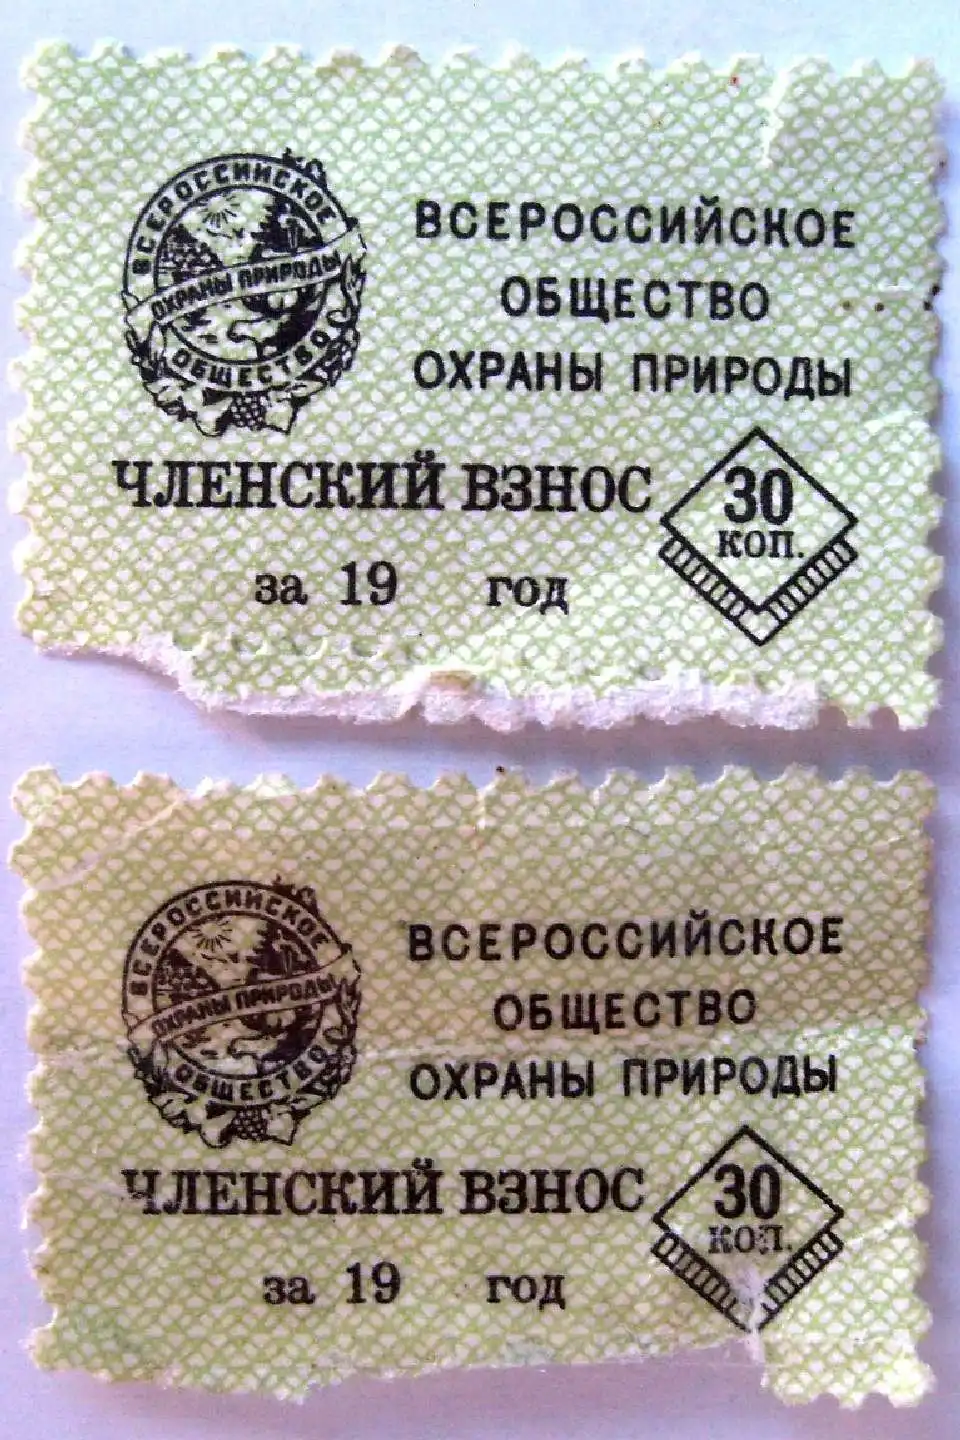 ВСЕРОССИЙСКОЕ
ОХРАНЫ ПРИРОДЫ
ОБЩЕСТВО
ВСЕРОССИЙСКОЕ
ОБЩЕСТВО
ОХРАНЫ ПРИРОДЫ
ЧЛЕНСКИЙ ВЗНОС
за 19 год
30
коп.
ВСЕРОССИЙСКОЕ
ОХРАНЫ ПРИРОДЫ
ОБЩЕСТВО
ВСЕРОССИЙСКОЕ
ОБЩЕСТВО
ОХРАНЫ ПРИРОДЫ
ЧЛЕНСКИЙ ВЗНОС
за 19 год
30
коп.